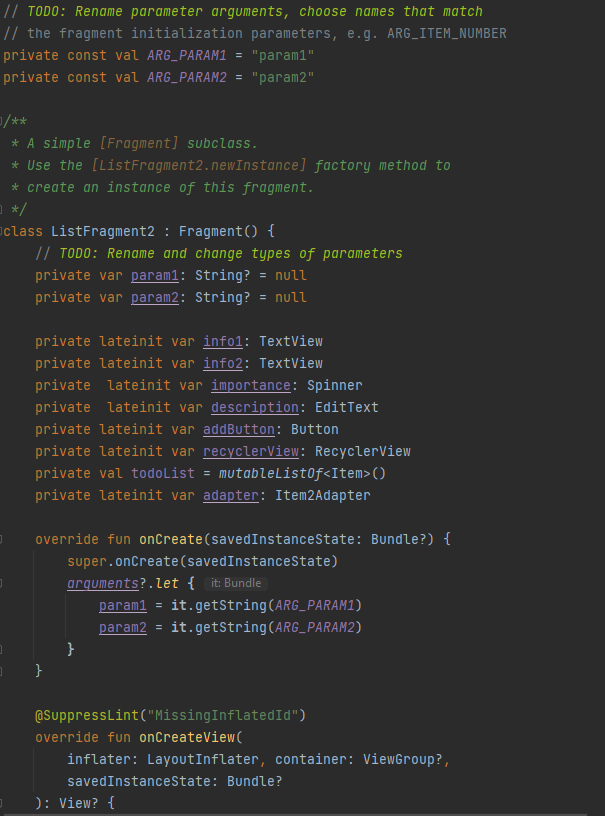 // TODO: Rename parameter arguments, choose names that match
// the fragment initialization parameters, e.g. ARG_ITEM_NUMBER
private const val ARG_PARAM1 = "param1"
private const val ARG_PARAM2 = "param2"
/**
 * A simple [Fragment] subclass.
 * Use the [ListFragment2.newInstance] factory method to
 * create an instance of this fragment.
 */
class ListFragment2 : Fragment() {
    // TODO: Rename and change types of parameters
    private var param1: String? = null
    private var param2: String? = null
    private lateinit var info1: TextView
    private lateinit var info2: TextView
    private  lateinit var importance: Spinner
    private  lateinit var description: EditText
    private lateinit var addButton: Button
    private lateinit var recyclerView: RecyclerView
    private val todoList = mutableListOf<Item>()
    private lateinit var adapter: Item2Adapter
    override fun onCreate(savedInstanceState: Bundle?) {
        super.onCreate(savedInstanceState)
        arguments?.let { it: Bundle
            param1 = it.getString(ARG_PARAM1)
            param2 = it.getString(ARG_PARAM2)
        }
    }
    @SuppressLint("MissingInflatedId")
    override fun onCreateView(
        inflater: LayoutInflater, container: ViewGroup?,
        savedInstanceState: Bundle?
    ): View? {